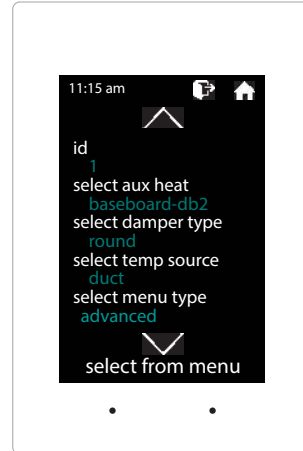 11:15 am
id
1
select aux heat
baseboard-db2
select damper type
round
select temp source
duct
select menu type
advanced
select from menu